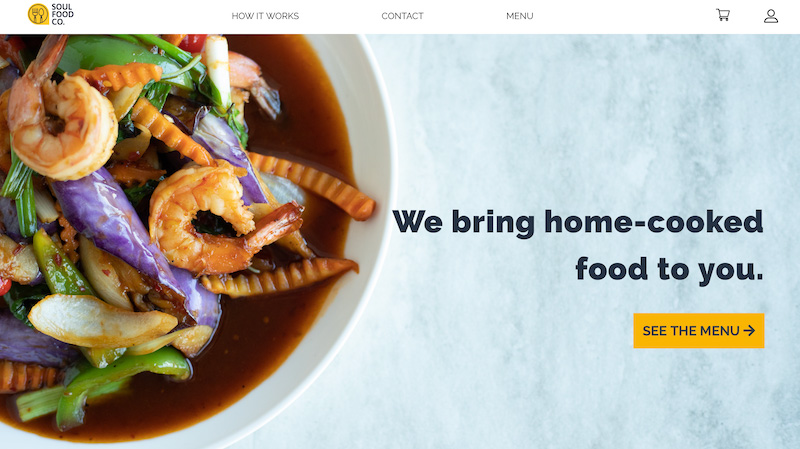 SOUL
FOOD
CO.
HOW IT WORKS
CONTACT
MENU
We bring home-cooked
food to you.
SEE THE MENU